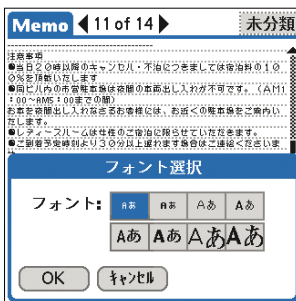 Memo 11 of 14 未分類
注意事項
●当日20時以降のキャンセル・不泊につきましては宿泊料の10
0%を頂戴いたします
●同ビル内の市営駐車場は夜間の車両出し入れが不可です。(AM1
:00~AM5:00までの間)
お車を夜間出し入れなさるお客様には、お近くの駐車場をご案内い
たします。
●レディースルームは女性のご宿泊に限らせていただきます。
●ご到着予定時刻より30分以上遅れます場合はご連絡くださいま
フォント選択
フォント: Aあ Aあ Aあ Aあ
Aあ Aあ Aあ Aあ
OK キャンセル